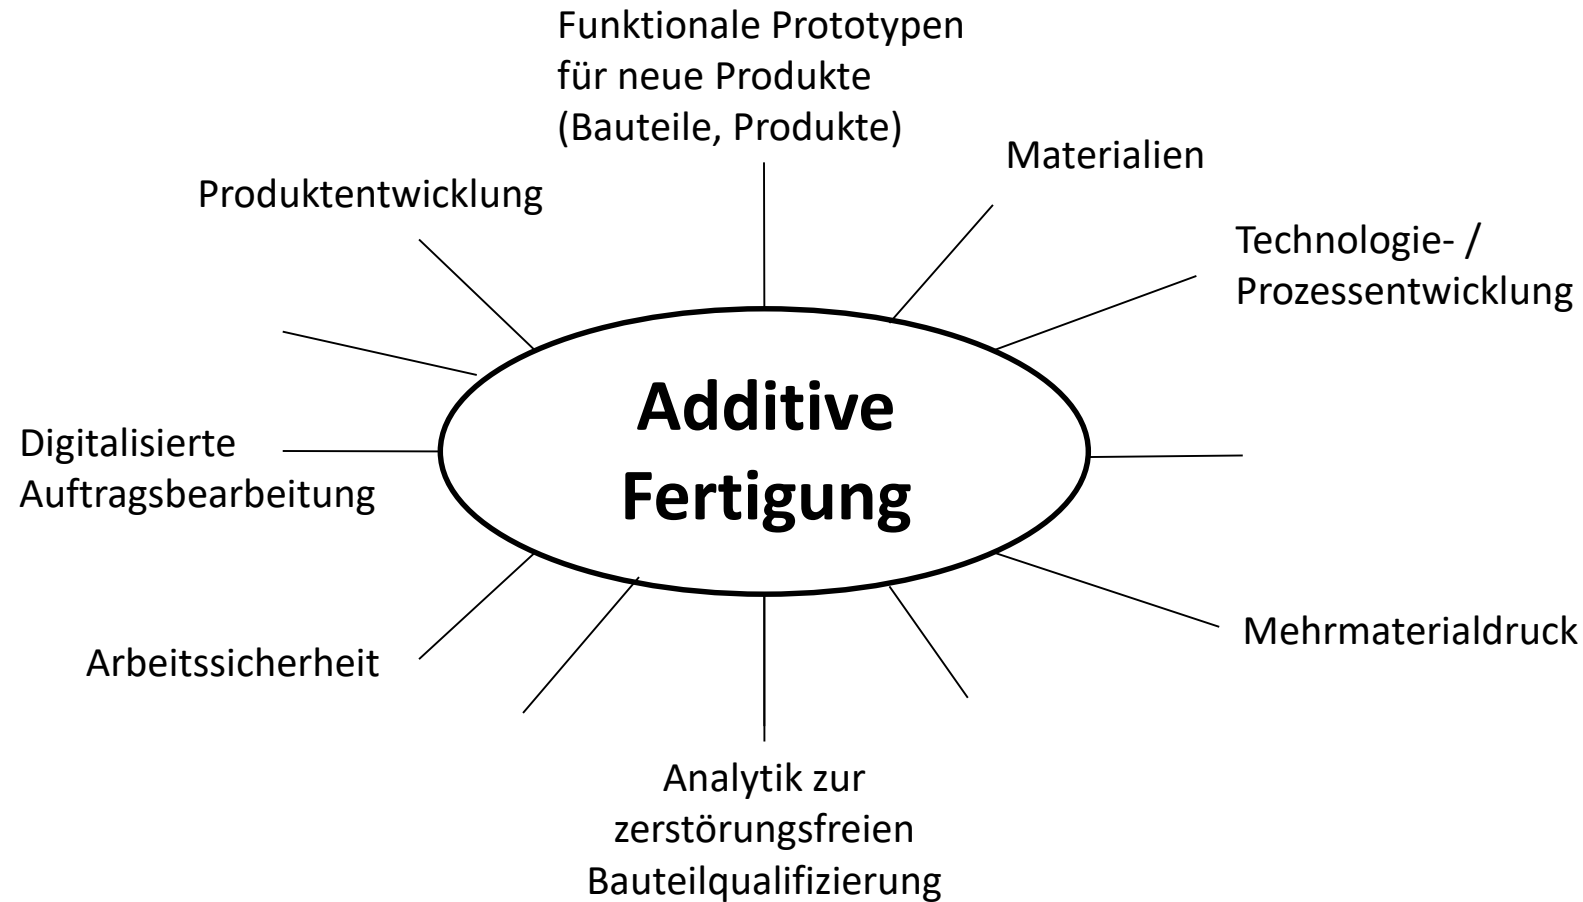 Funktionale Prototypen
für neue Produkte
(Bauteile, Produkte)
Materialien
Produktentwicklung
Technologie- /
Prozessentwicklung
Additive
Fertigung
Digitalisierte
Auftragsbearbeitung
Mehrmaterialdruck
Arbeitssicherheit
Analytik zur
zerstörungsfreien
Bauteilqualifizierung